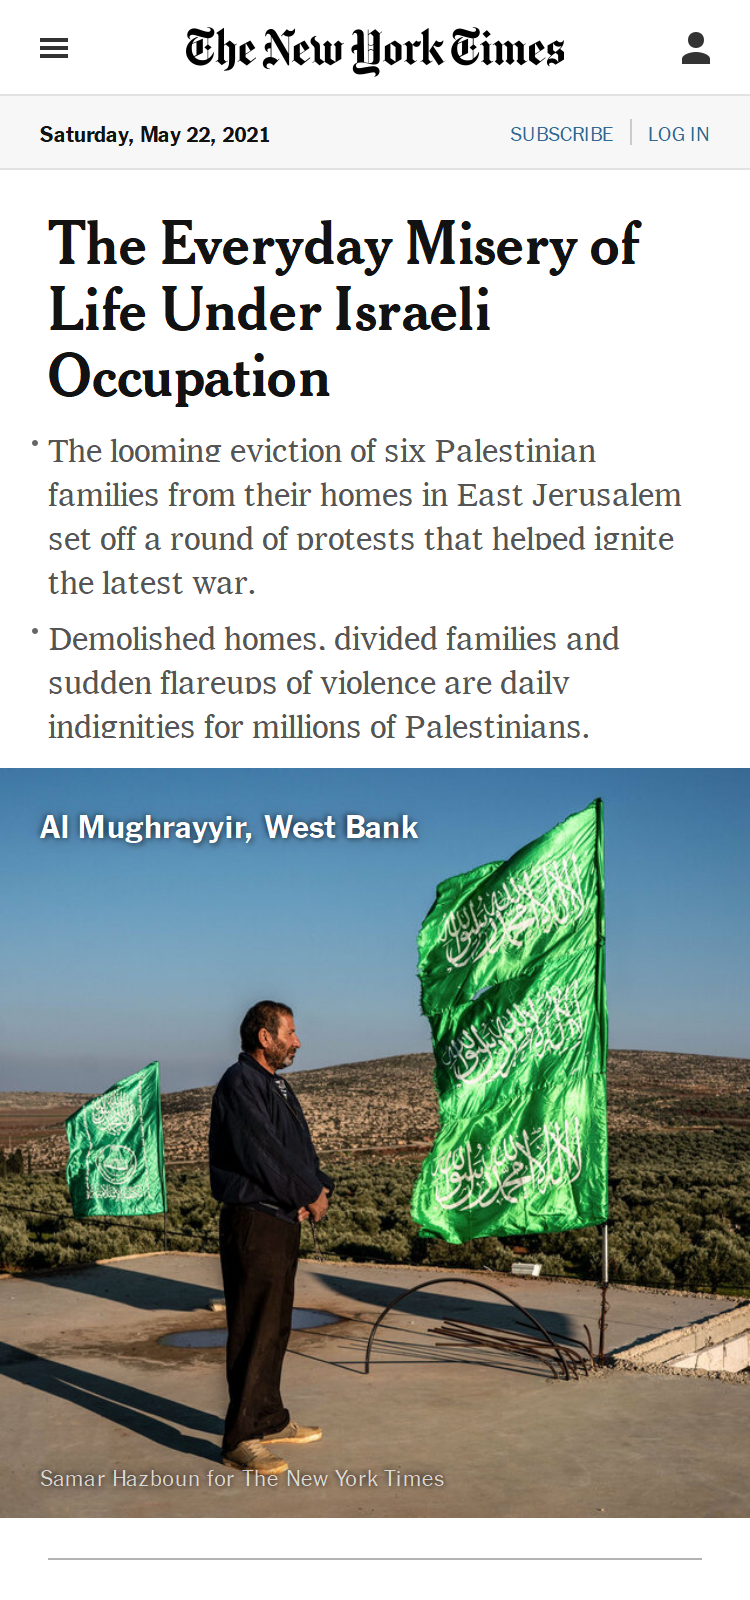 The New York Times
Saturday, May 22, 2021
SUBSCRIBE
LOG IN
The Everyday Misery of
Life Under Israeli
Occupation
• The looming eviction of six Palestinian
families from their homes in East Jerusalem
set off a round of protests that helped ignite
the latest war.
• Demolished homes, divided families and
sudden flareups of violence are daily
indignities for millions of Palestinians.
Al Mughrayyir, West Bank
Samar Hazboun for The New York Times